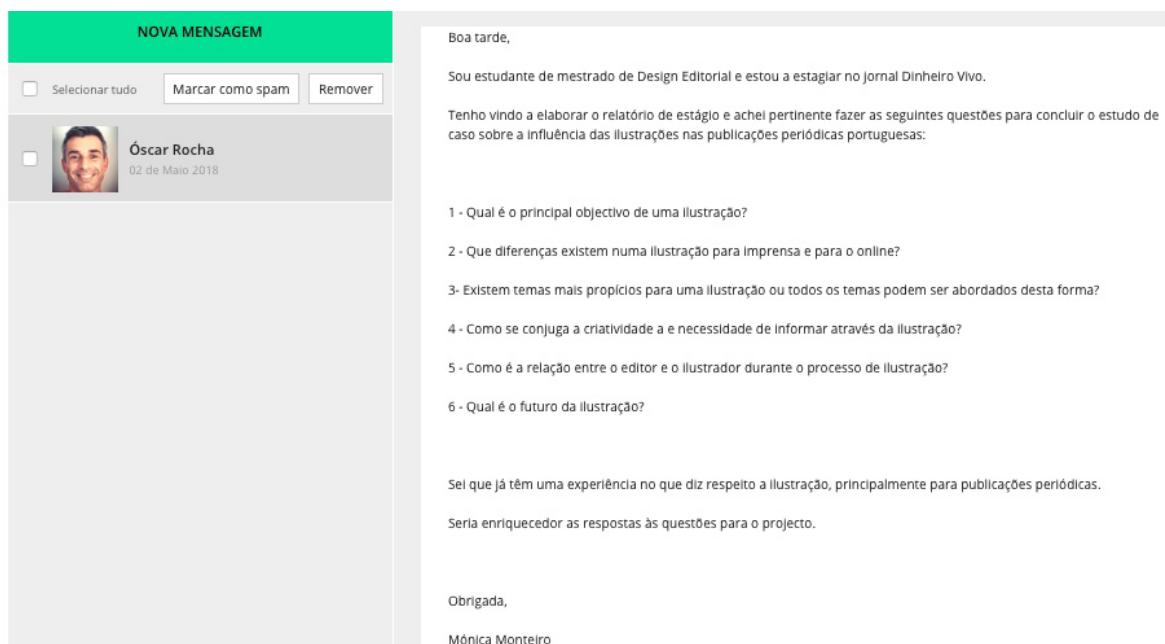 NOVA MENSAGEM
Selecionar tudo
Marcar como spam
Remover
Óscar Rocha
02 de Maio 2018
Boa tarde,
Sou estudante de mestrado de Design Editorial e estou a estagiar no jornal Dinheiro Vivo.
Tenho vindo a elaborar o relatório de estágio e achei pertinente fazer as seguintes questões para concluir o estudo de
caso sobre a influência das ilustrações nas publicações periódicas portuguesas:
1 - Qual é o principal objectivo de uma ilustração?
2 - Que diferenças existem numa ilustração para imprensa e para o online?
3- Existem temas mais propícios para uma ilustração ou todos os temas podem ser abordados desta forma?
4 - Como se conjuga a criatividade a e necessidade de informar através da ilustração?
5 - Como é a relação entre o editor e o ilustrador durante o processo de ilustração?
6 - Qual é o futuro da ilustração?
Sei que já têm uma experiência no que diz respeito a ilustração, principalmente para publicações periódicas.
Seria enriquecedor as respostas às questões para o projecto.
Obrigada,
Mónica Monteiro